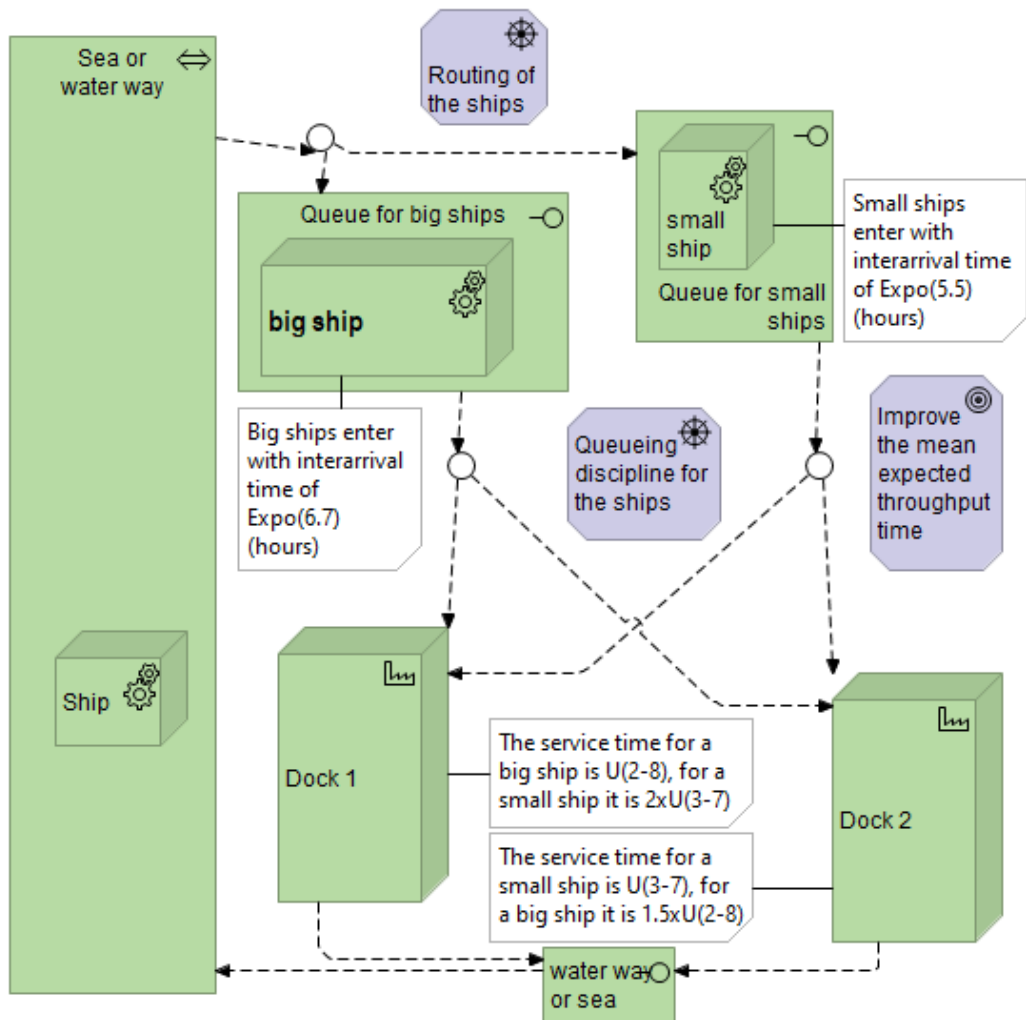 Sea or
water way
Routing of
the ships
small
ship
Queue for small
ships
Small ships
enter with
interarrival time
of Expo(5.5)
(hours)
Queue for big ships
big ship
Big ships enter
with interarrival
time of
Expo(6.7)
(hours)
Queueing
discipline for
the ships
Improve
the mean
expected
throughput
time
Ship
Dock 1
The service time for a
big ship is U(2-8), for a
small ship it is 2xU(3-7)
Dock 2
The service time for a
small ship is U(3-7), for
a big ship it is 1.5xU(2-8)
water way
or sea